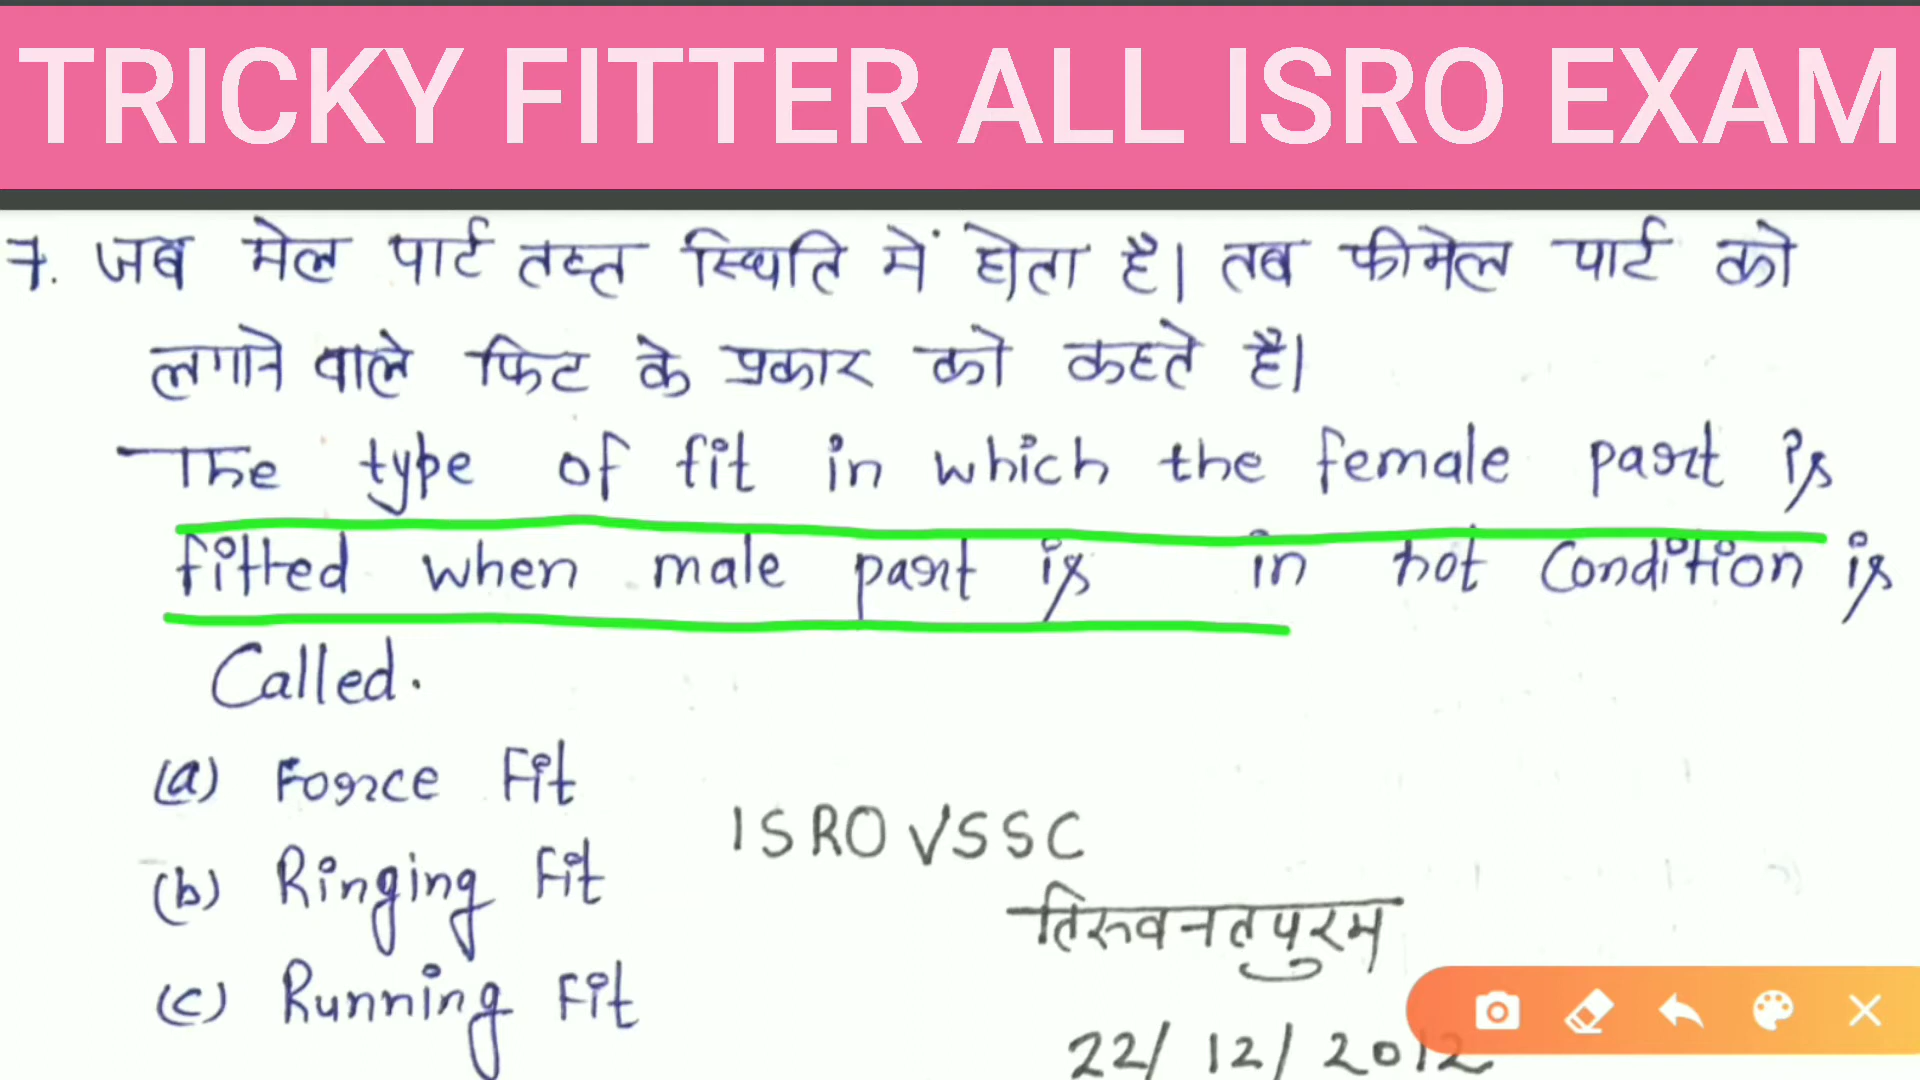 TRICKY FITTER ALL ISRO EXAM
7. जब मेल पार्ट तप्त स्थिति में होता है। तब फीमेल पार्ट को
लगाने वाले फिट के प्रकार को कहते है।
The type of fit in which the female part is
fitted when male part is in hot Condition is
Called.
(a) Force Fit
(b) Ringing Fit
(c) Running Fit
ISRO VSSC
तिरुवनतपुरम
22/12/2012